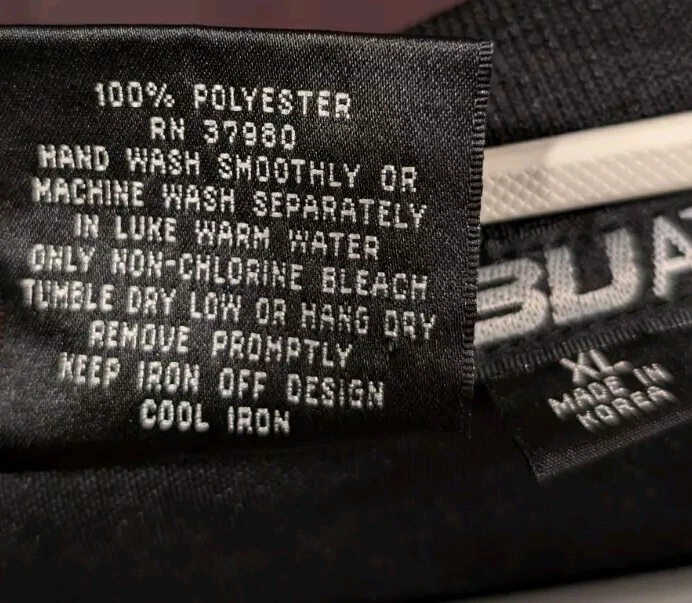 100% POLYESTER
RN 37980
HAND WASH SMOOTHLY OR
MACHINE WASH SEPARATELY
IN LUKE WARM WATER
ONLY NON-CHLORINE BLEACH
TUMBLE DRY LOW OR HANG DRY
REMOVE PROMPTLY
KEEP IRON OFF DESIGN
COOL IRON
XL
MADE IN
KOREA